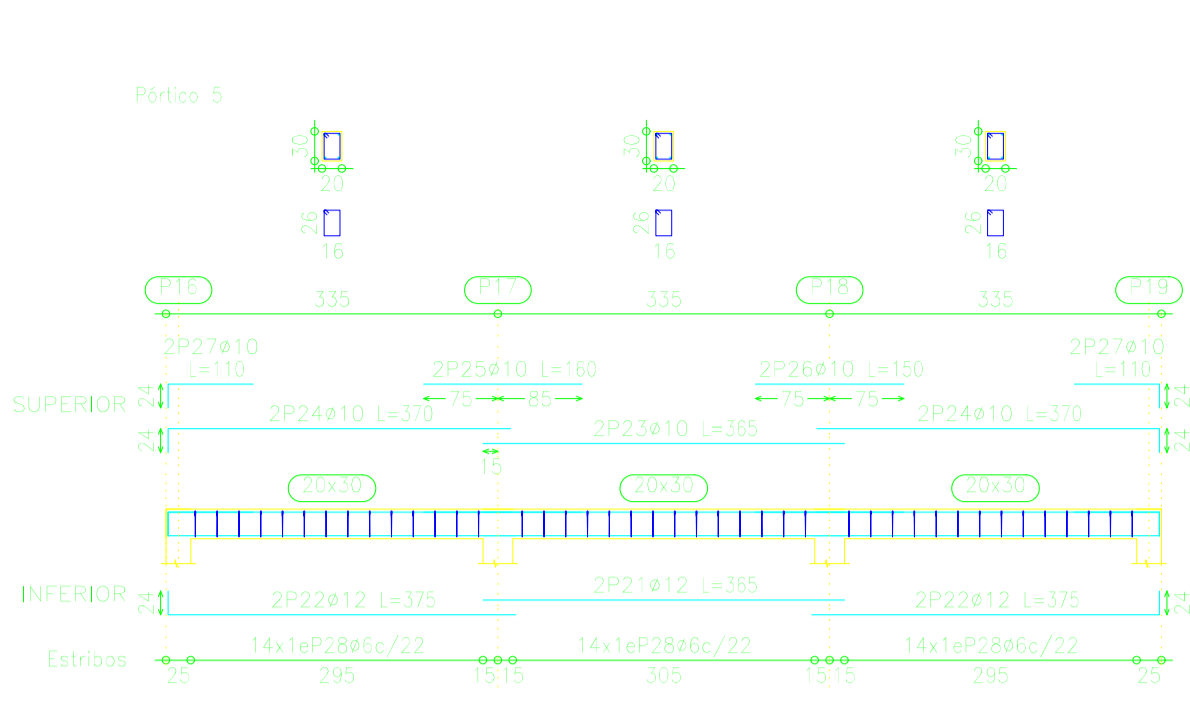 Pórtico 5
30 30 30
20 20 20
26 26 26
16 16 16
P16 P17 P18 P19
335 335 335
2P27ø10 2P27ø10
L=110 2P25ø10 L=160 2P26ø10 L=150 L=110
SUPERIOR 24 75 85 75 75 24
2P24ø10 L=370 2P24ø10 L=370
24 2P23ø10 L=365 24
15
20x30 20x30 20x30
INFERIOR 24 2P21ø12 L=365 24
2P22ø12 L=375 2P22ø12 L=375
Estribos 14x1eP28ø6c/22 14x1eP28ø6c/22 14x1eP28ø6c/22
25 295 15 15 305 15 15 295 25